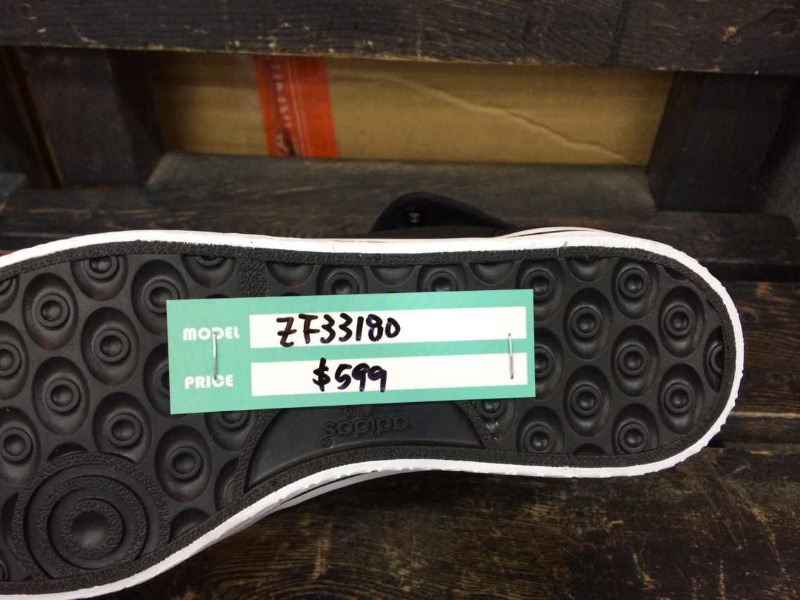 MODEL ZF33180
PRICE $599
adidas